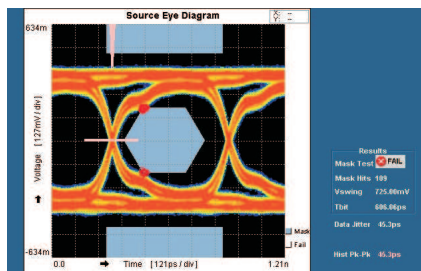 Source Eye Diagram
X: --
Y: --
634m
Voltage [127mV / div]
-634m
0.0
Time [121ps / div]
1.21n
Mask
Fail
Results
Mask Test FAIL
Mask Hits 109
Vswing 725.00mV
Tbit 606.06ps
Data Jitter 45.3ps
Hist Pk-Pk 45.3ps